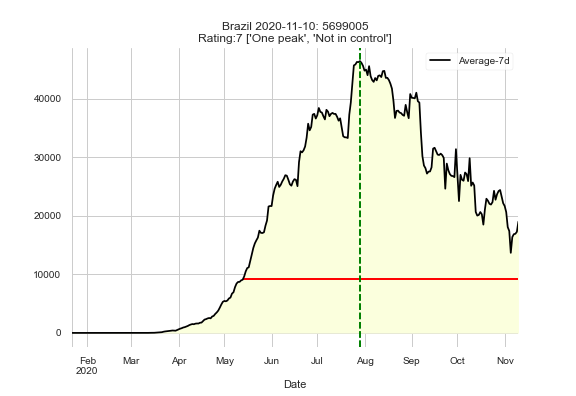 Brazil 2020-11-10: 5699005
Rating:7 ['One peak', 'Not in control']
Average-7d
40000
30000
20000
10000
0
Feb Mar Apr May Jun Jul Aug Sep Oct Nov
2020
Date